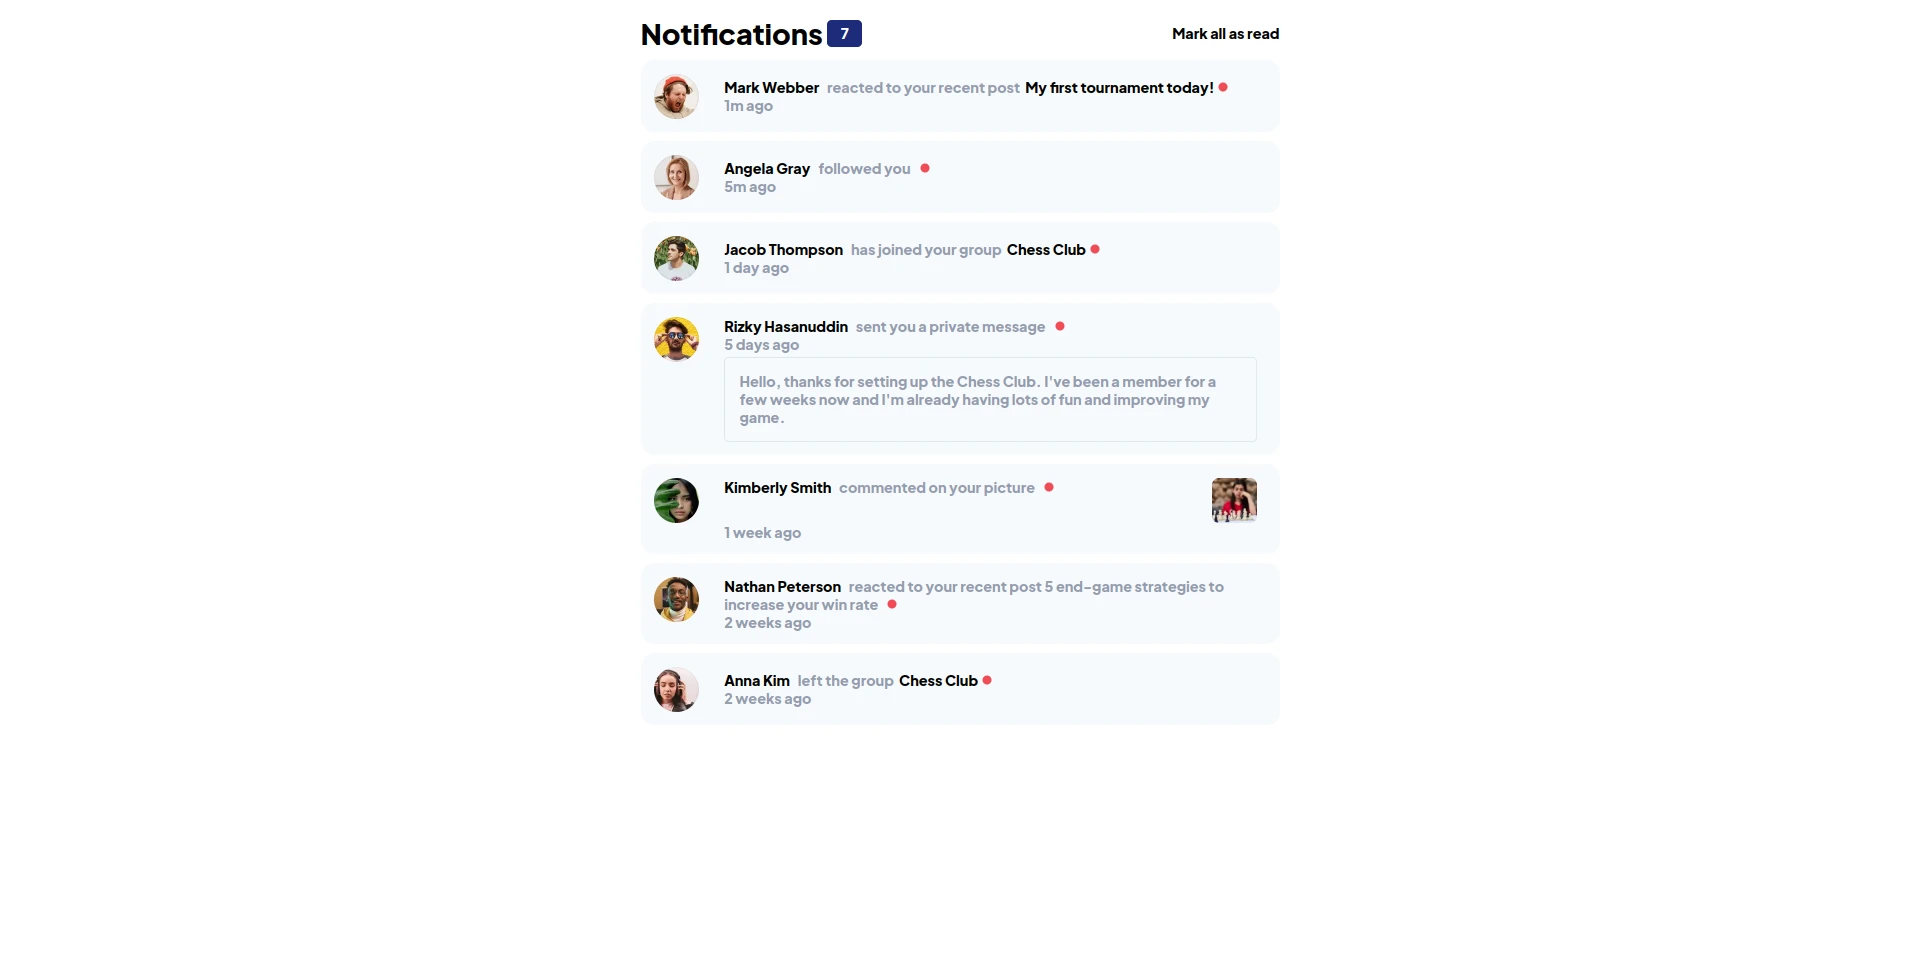 Notifications 7 Mark all as read
Mark Webber reacted to your recent post My first tournament today!
1m ago
Angela Gray followed you
5m ago
Jacob Thompson has joined your group Chess Club
1 day ago
Rizky Hasanuddin sent you a private message
5 days ago
Hello, thanks for setting up the Chess Club. I've been a member for a
few weeks now and I'm already having lots of fun and improving my
game.
Kimberly Smith commented on your picture
1 week ago
Nathan Peterson reacted to your recent post 5 end-game strategies to
increase your win rate
2 weeks ago
Anna Kim left the group Chess Club
2 weeks ago